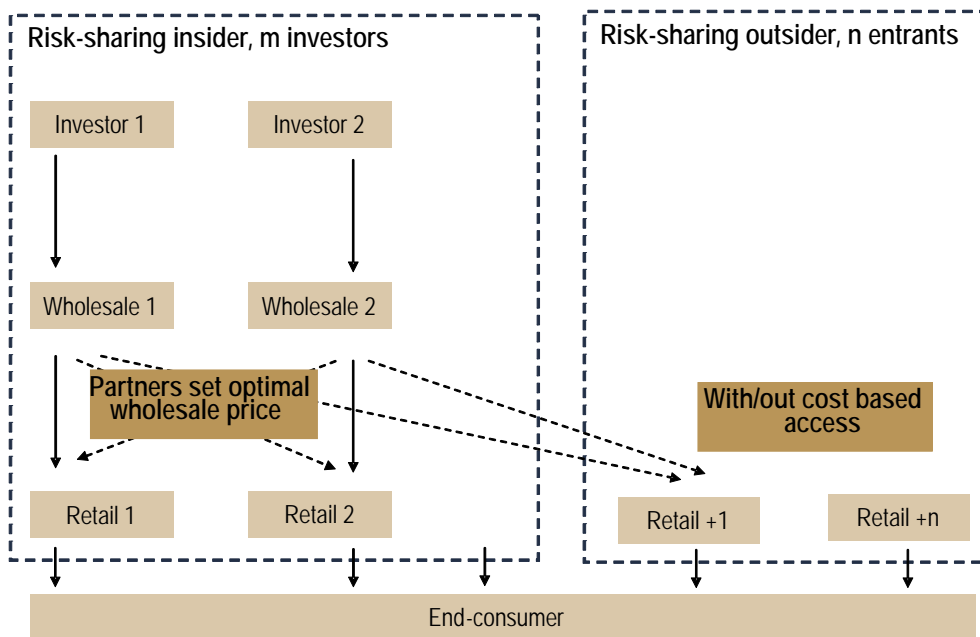 Risk-sharing insider, m investors
Risk-sharing outsider, n entrants
Investor 1
Investor 2
Wholesale 1
Wholesale 2
Partners set optimal
wholesale price
With/out cost based
access
Retail 1
Retail 2
Retail +1
Retail +n
End-consumer